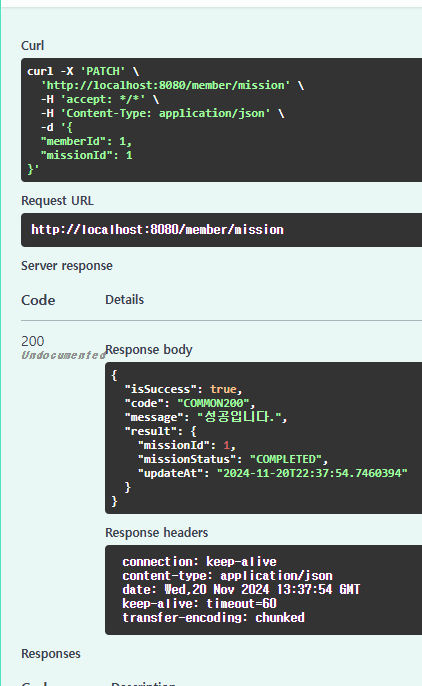 Curl
curl -X 'PATCH' \
  'http://localhost:8080/member/mission' \
  -H 'accept: */*' \
  -H 'Content-Type: application/json' \
  -d '{
  "memberId": 1,
  "missionId": 1
}'
Request URL
http://localhost:8080/member/mission
Server response
Code Details
200
Undocumented
Response body
{
  "isSuccess": true,
  "code": "COMMON200",
  "message": "성공입니다.",
  "result": {
    "missionId": 1,
    "missionStatus": "COMPLETED",
    "updateAt": "2024-11-20T22:37:54.7460394"
  }
}
Response headers
connection: keep-alive
content-type: application/json
date: Wed,20 Nov 2024 13:37:54 GMT
keep-alive: timeout=60
transfer-encoding: chunked
Responses
Code Description